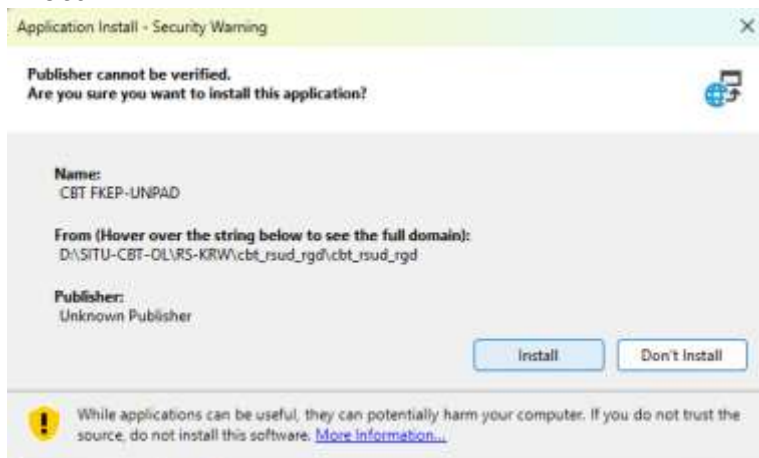 Application Install - Security Warning
Publisher cannot be verified.
Are you sure you want to install this application?
Name:
CBT FKEP-UNPAD
From (Hover over the string below to see the full domain):
D:\SITU-CBT-OL\RS-KRW\cbt_rsud_rgd\cbt_rsud_rgd
Publisher:
Unknown Publisher
Install
Don't Install
While applications can be useful, they can potentially harm your computer. If you do not trust the
source, do not install this software. More Information...